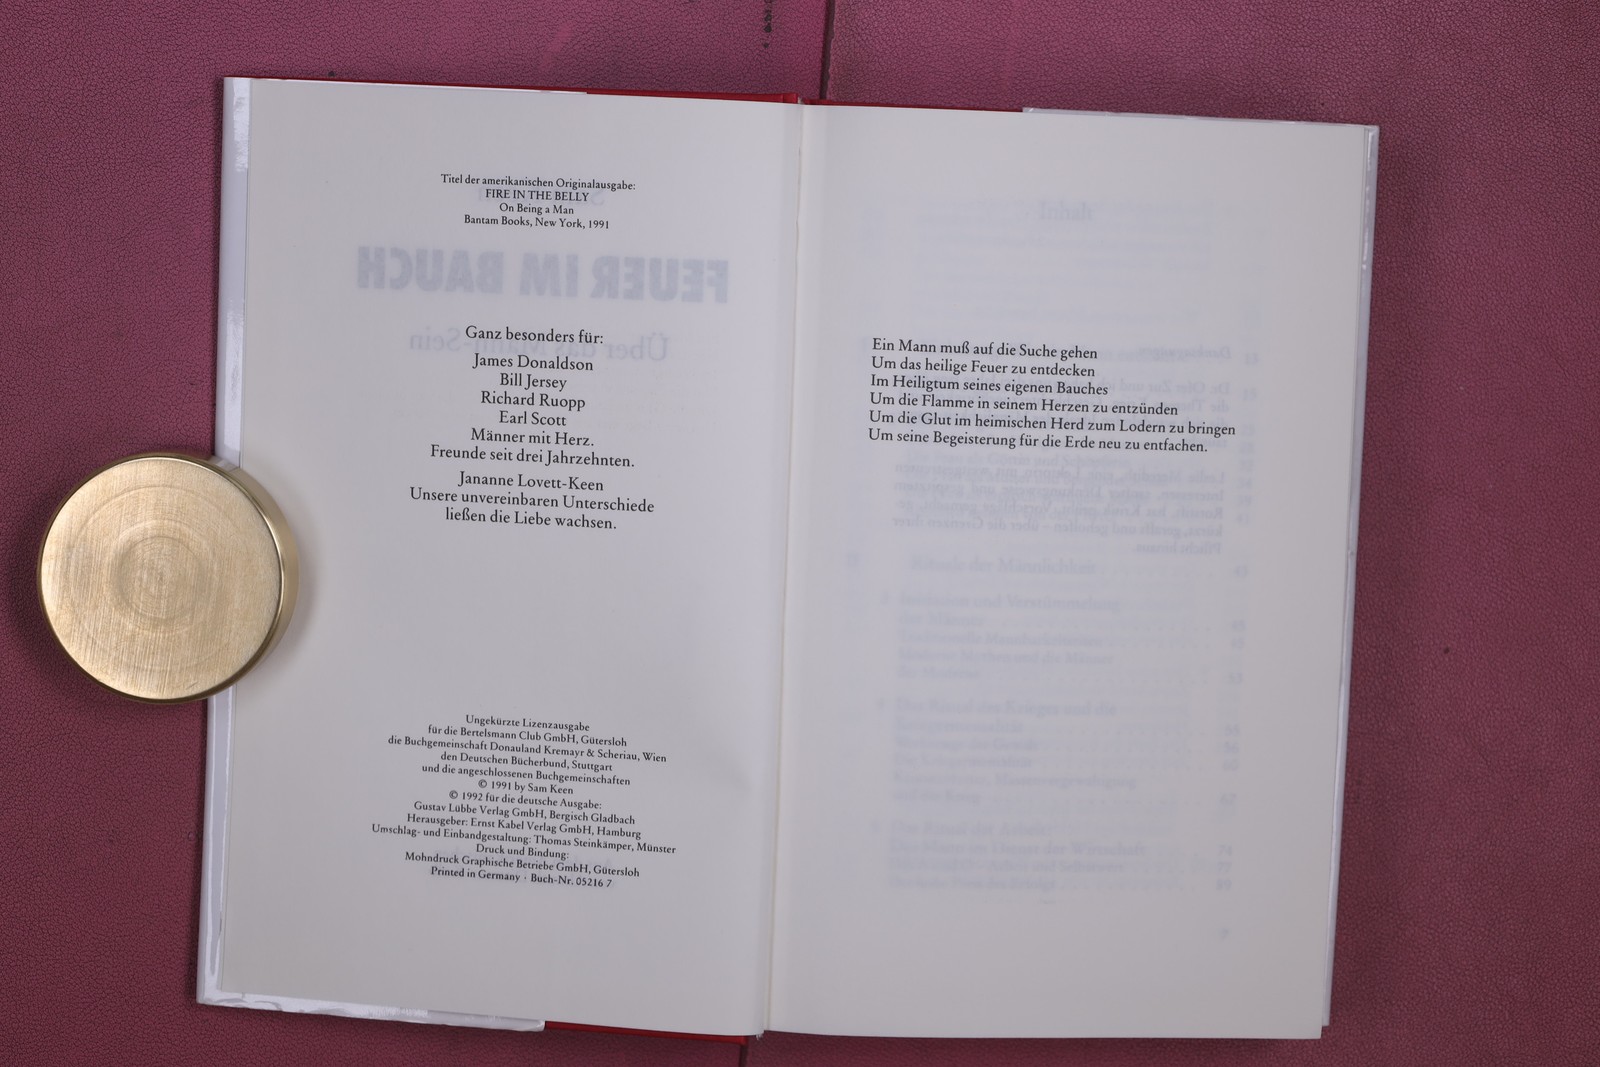 Titel der amerikanischen Originalausgabe:
FIRE IN THE BELLY
On Being a Man
Bantam Books, New York, 1991
FEUER IM BAUCH
Über das Mann-Sein
Ganz besonders für:
James Donaldson
Bill Jersey
Richard Ruopp
Earl Scott
Männer mit Herz.
Freunde seit drei Jahrzehnten.
Jananne Lovett-Keen
Unsere unvereinbaren Unterschiede
ließen die Liebe wachsen.
Ungekürzte Lizenzausgabe
für die Bertelsmann Club GmbH, Gütersloh
die Buchgemeinschaft Donauland Kremayr & Scheriau, Wien
den Deutschen Bücherbund, Stuttgart
und die angeschlossenen Buchgemeinschaften
© 1991 by Sam Keen
© 1992 für die deutsche Ausgabe:
Gustav Lübbe Verlag GmbH, Bergisch Gladbach
Herausgeber: Ernst Kabel Verlag GmbH, Hamburg
Umschlag- und Einbandgestaltung: Thomas Steinkämper, Münster
Druck und Bindung:
Mohndruck Graphische Betriebe GmbH, Gütersloh
Printed in Germany · Buch-Nr. 05216 7
Ein Mann muß auf die Suche gehen
Um das heilige Feuer zu entdecken
Im Heiligtum seines eigenen Bauches
Um die Flamme in seinem Herzen zu entzünden
Um die Glut im heimischen Herd zum Lodern zu bringen
Um seine Begeisterung für die Erde neu zu entfachen.